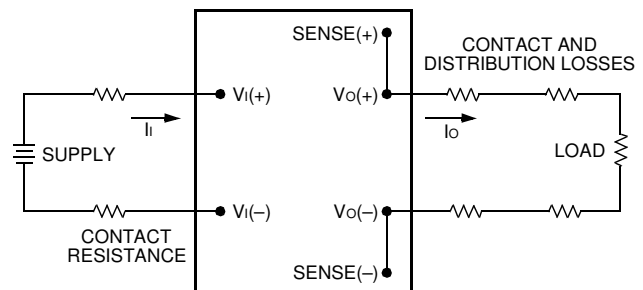 SENSE(+)
CONTACT AND
DISTRIBUTION LOSSES
VI(+)
VO(+)
II
IO
SUPPLY
LOAD
VI(–)
VO(–)
CONTACT
RESISTANCE
SENSE(–)